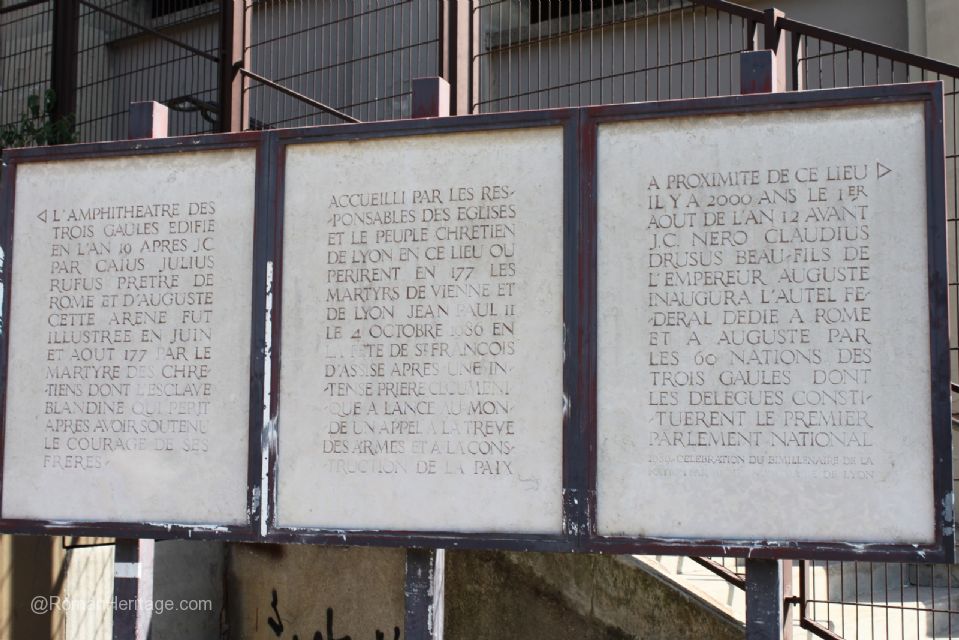 ◁ L'AMPHITHEATRE DES
TROIS GAULES EDIFIE
EN L'AN 19 APRES JC
PAR CAIUS JULIUS
RUFUS PRETRE DE
ROME ET D'AUGUSTE
CETTE ARENE FUT
ILLUSTREE EN JUIN
ET AOUT 177 PAR LE
MARTYRE DES CHRE-
-TIENS DONT L'ESCLAVE
BLANDINE QUI PERIT
APRES AVOIR SOUTENU
LE COURAGE DE SES
FRERES
ACCUEILLI PAR LES RES-
-PONSABLES DES EGLISES
ET LE PEUPLE CHRETIEN
DE LYON EN CE LIEU OU
PERIRENT EN 177 LES
MARTYRS DE VIENNE ET
DE LYON JEAN PAUL II
LE 4 OCTOBRE 1986 EN
LA FETE DE ST FRANCOIS
D'ASSISE APRES UNE IN-
-TENSE PRIERE ŒCUMENI-
-QUE A LANCE AU MON-
-DE UN APPEL A LA TREVE
DES ARMES ET A LA CONS-
-TRUCTION DE LA PAIX
A PROXIMITE DE CE LIEU ▷
IL Y A 2000 ANS LE 1ER
AOUT DE L'AN 12 AVANT
J.C. NERO CLAUDIUS
DRUSUS BEAU-FILS DE
L'EMPEREUR AUGUSTE
INAUGURA L'AUTEL FE-
-DERAL DEDIE A ROME
ET A AUGUSTE PAR
LES 60 NATIONS DES
TROIS GAULES DONT
LES DELEGUES CONSTI-
-TUERENT LE PREMIER
PARLEMENT NATIONAL
CELEBRATION DU BIMILLENAIRE DE LA
DE LYON
@RomanHeritage.com